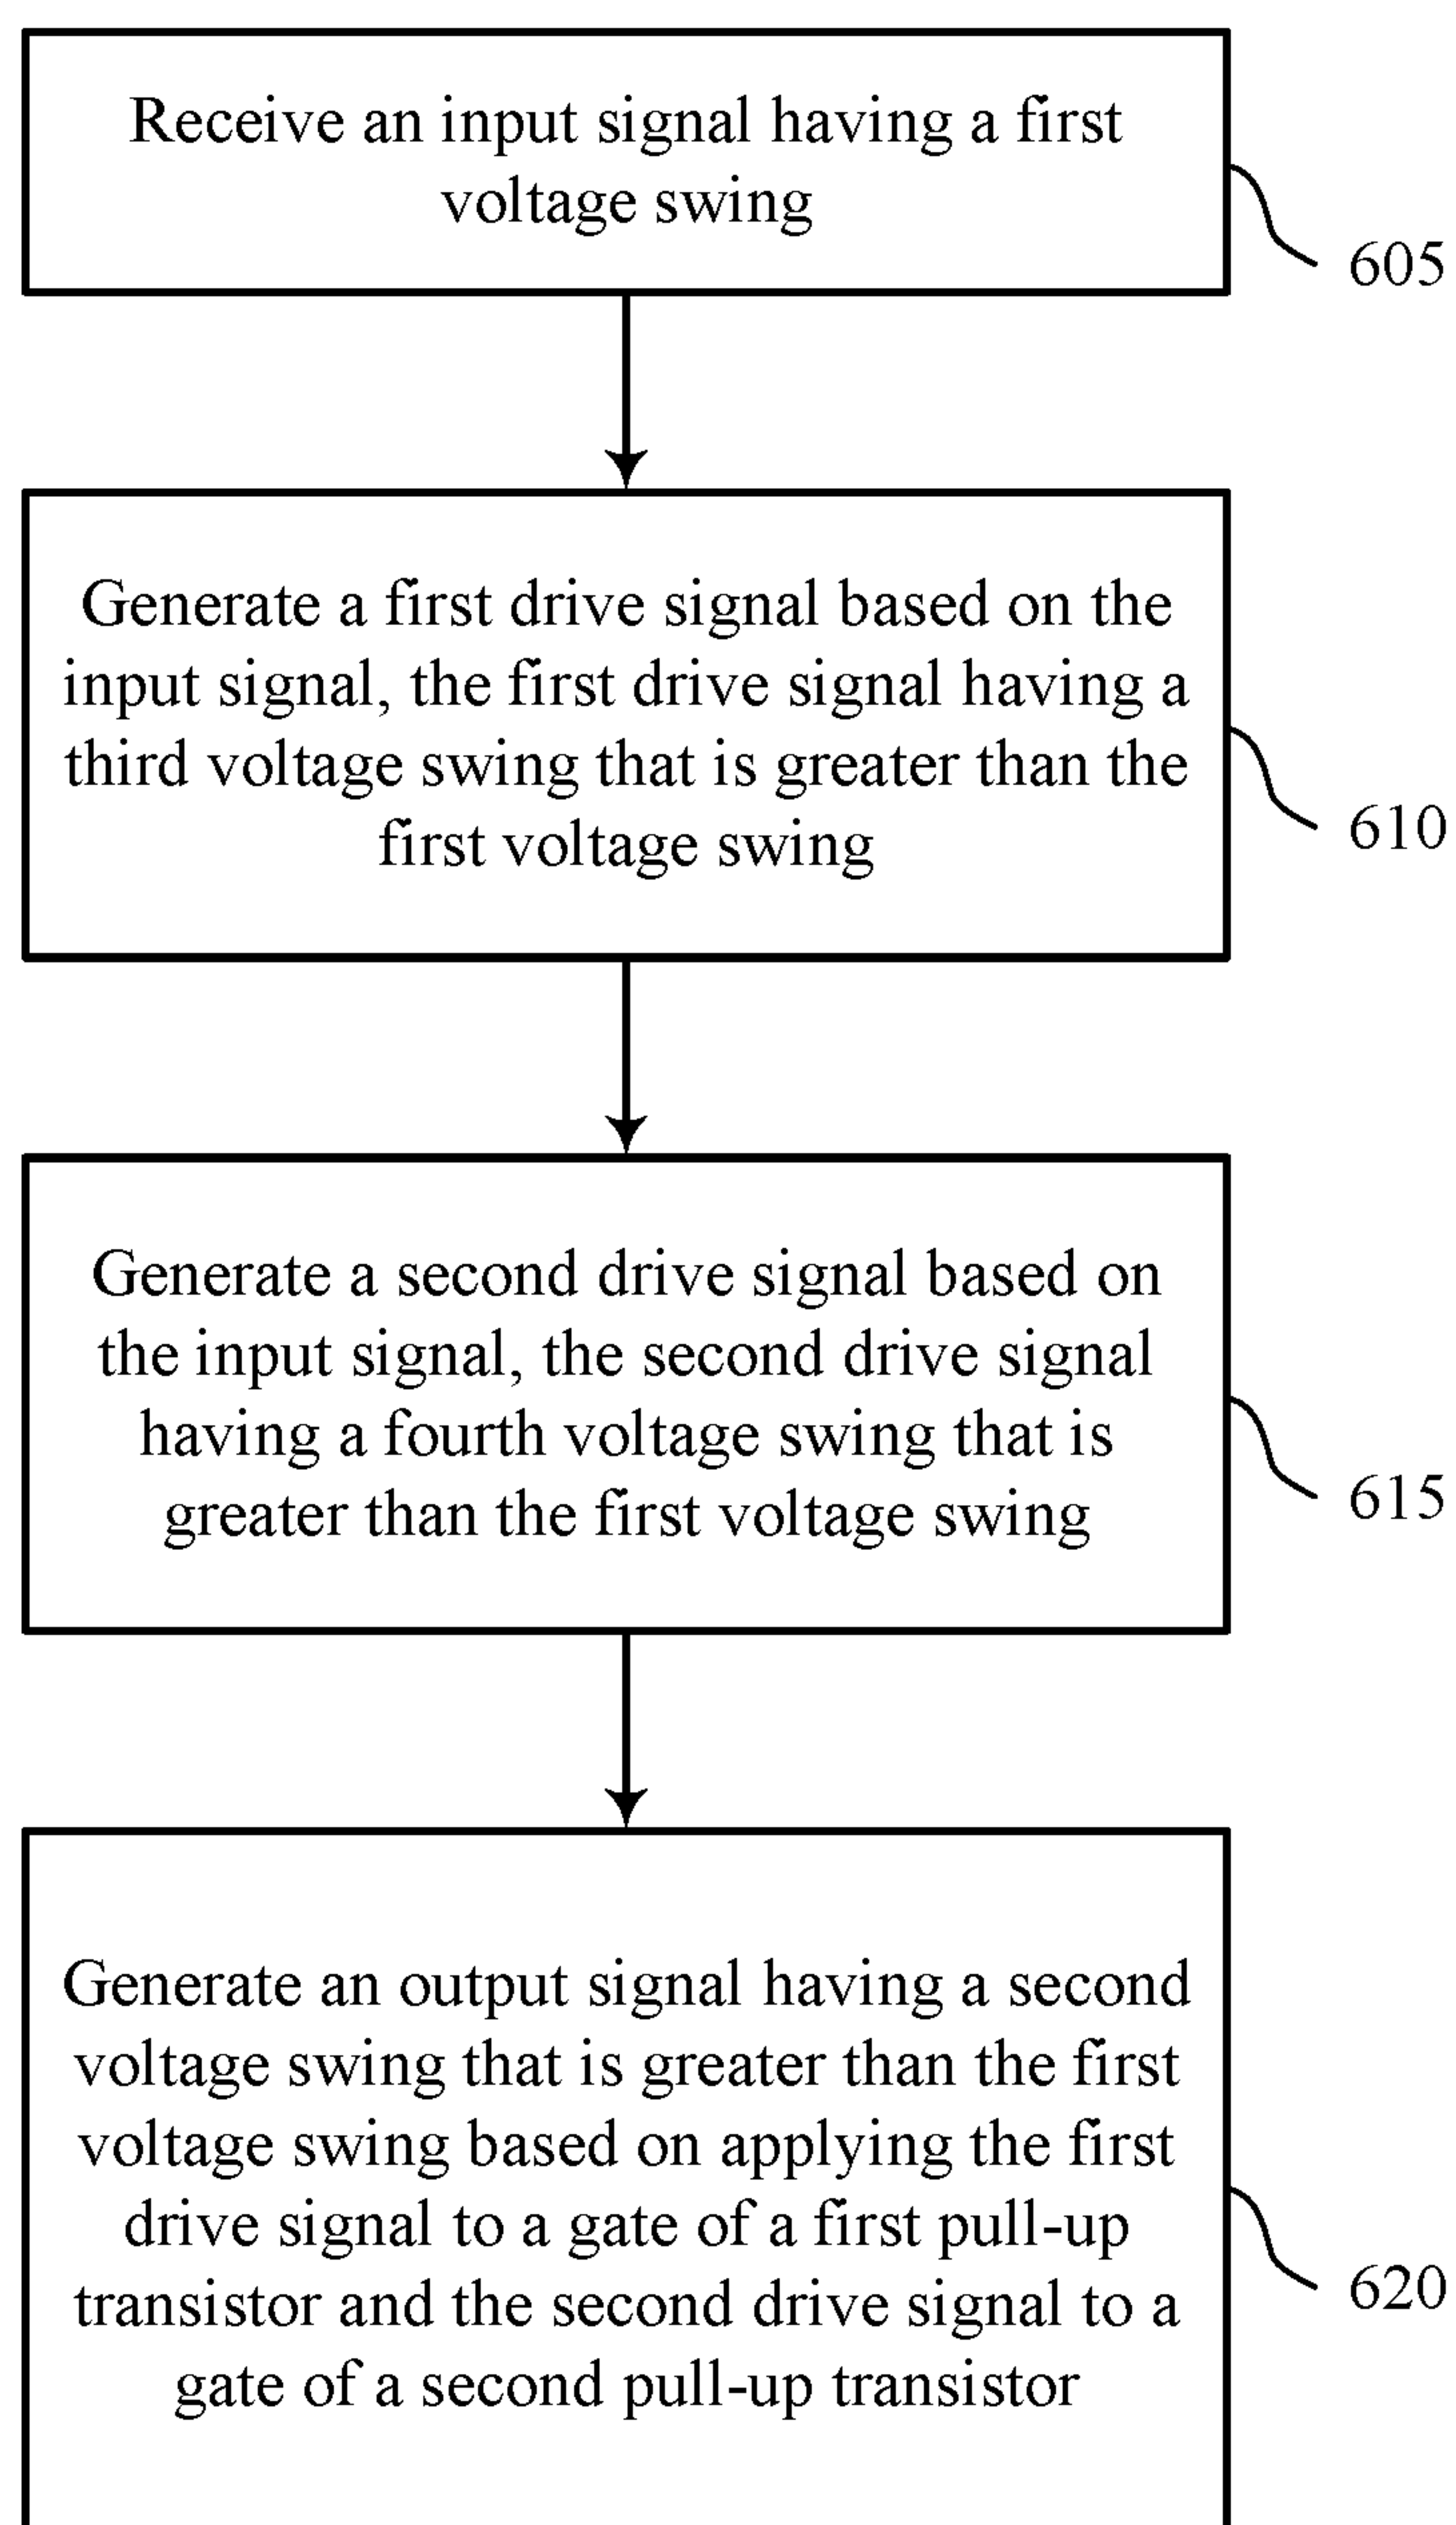 Receive an input signal having a first
voltage swing
605
Generate a first drive signal based on the
input signal, the first drive signal having a
third voltage swing that is greater than the
first voltage swing
610
Generate a second drive signal based on
the input signal, the second drive signal
having a fourth voltage swing that is
greater than the first voltage swing
615
Generate an output signal having a second
voltage swing that is greater than the first
voltage swing based on applying the first
drive signal to a gate of a first pull-up
transistor and the second drive signal to a
gate of a second pull-up transistor
620